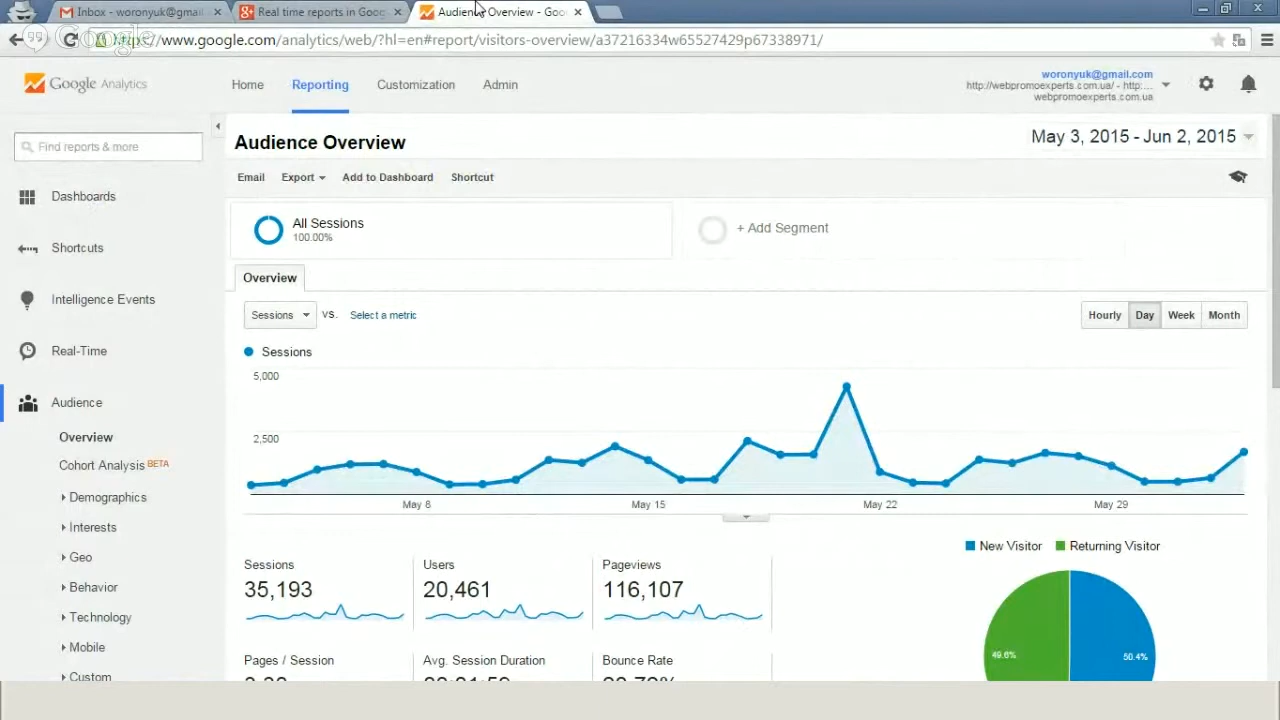 Inbox - woronyuk@gmail
Real time reports in Goog
Audience Overview - Goo
Google
www.google.com/analytics/web/?hl=en#report/visitors-overview/a37216334w65527429p67338971/
Google Analytics
Home Reporting Customization Admin
woronyuk@gmail.com
http://webpromoexperts.com.ua/ - http:...
webpromoexperts.com.ua
Find reports & more
Dashboards
Shortcuts
Intelligence Events
Real-Time
Audience
Overview
Cohort Analysis BETA
Demographics
Interests
Geo
Behavior
Technology
Mobile
Custom
Audience Overview
May 3, 2015 - Jun 2, 2015
Email Export Add to Dashboard Shortcut
All Sessions
100.00%
+ Add Segment
Overview
Sessions VS. Select a metric
Hourly Day Week Month
Sessions
5,000
2,500
May 8 May 15 May 22 May 29
New Visitor Returning Visitor
Sessions Users Pageviews
35,193 20,461 116,107
49.6% 50.4%
Pages / Session Avg. Session Duration Bounce Rate